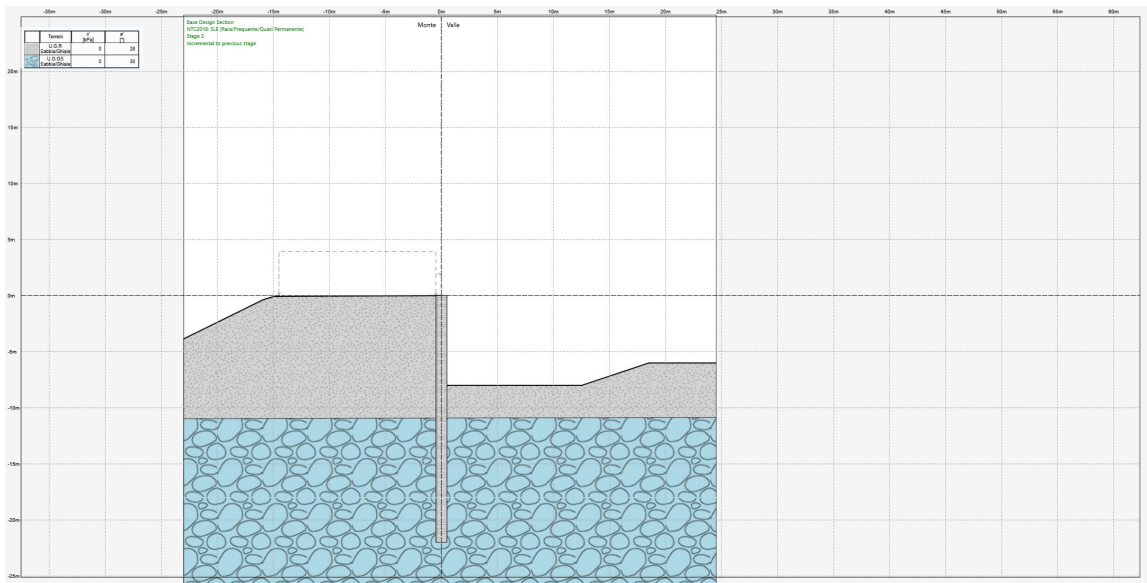 Base Design Section
NTC2018: SLE (Rara/Frequente/Quasi Permanente)
Stage 2
Incremental to previous stage
Monte Valle
Terreni c' [kPa] φ' [°]
U.G.R Sabbia/Ghiaia 0 28
U.G.GS Sabbia/Ghiaia 0 30
-35m -30m -25m -20m -15m -10m -5m 0m 5m 10m 15m 20m 25m 30m 35m 40m 45m 50m 55m 60m
20m
15m
10m
5m
0m
-5m
-10m
-15m
-20m
-25m